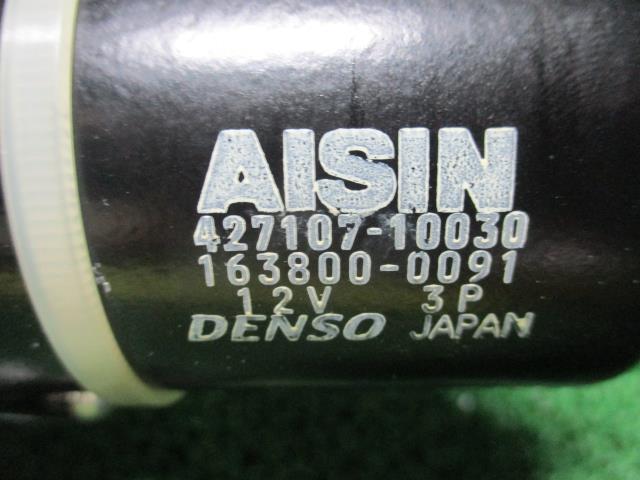 AISIN
427107-10030
163800-0091
12V 3P
DENSO JAPAN